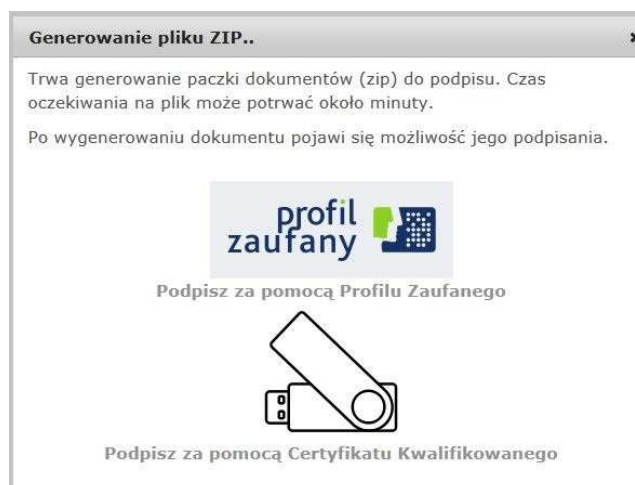 Generowanie pliku ZIP..
Trwa generowanie paczki dokumentów (zip) do podpisu. Czas
oczekiwania na plik może potrwać około minuty.
Po wygenerowaniu dokumentu pojawi się możliwość jego podpisania.
profil
zaufany
Podpisz za pomocą Profilu Zaufanego
Podpisz za pomocą Certyfikatu Kwalifikowanego